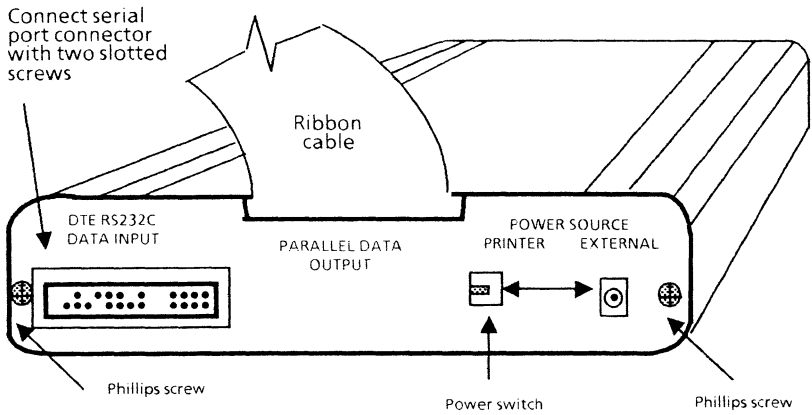 Connect serial
port connector
with two slotted
screws
Ribbon
cable
DTE RS232C
DATA INPUT
PARALLEL DATA
OUTPUT
POWER SOURCE
PRINTER EXTERNAL
Phillips screw
Power switch
Phillips screw